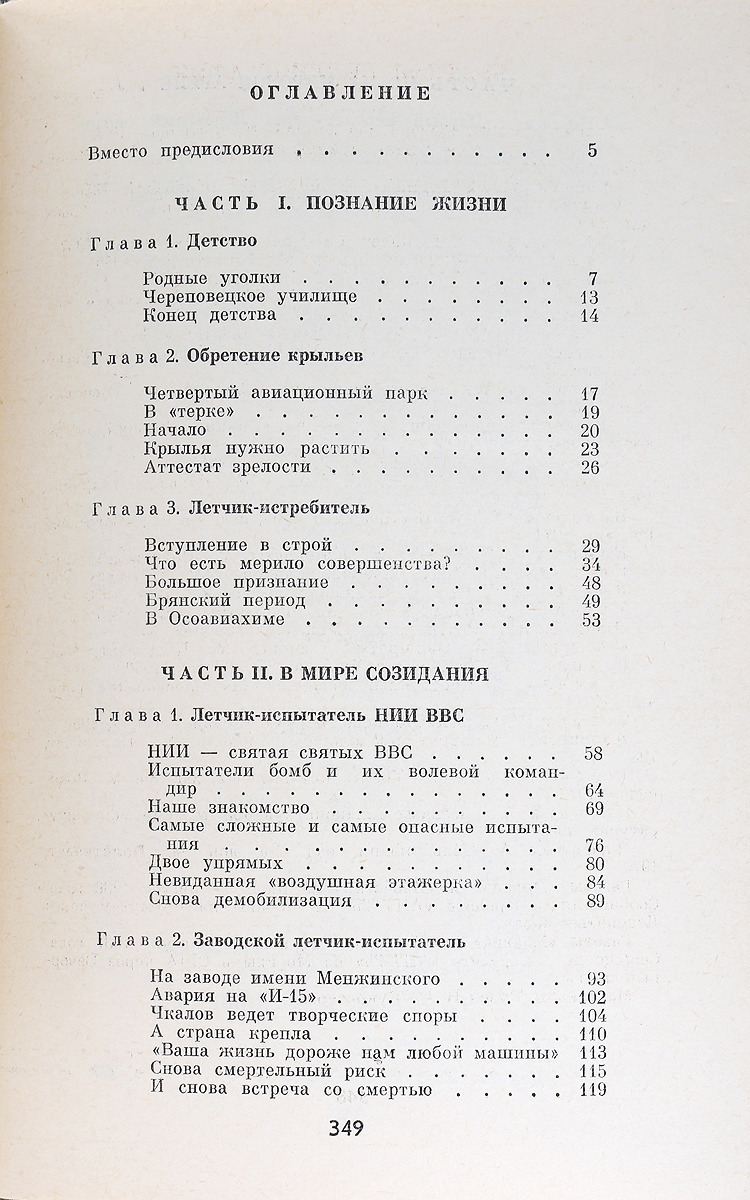 ОГЛАВЛЕНИЕ
Вместо предисловия . . . . . . . . . . . 5
ЧАСТЬ I. ПОЗНАНИЕ ЖИЗНИ
Глава 1. Детство
Родные уголки . . . . . . . . . . . 7
Череповецкое училище . . . . . . . . 13
Конец детства . . . . . . . . . . . 14
Глава 2. Обретение крыльев
Четвертый авиационный парк . . . . . 17
В «терке» . . . . . . . . . . . . . 19
Начало . . . . . . . . . . . . . . 20
Крылья нужно растить . . . . . . . 23
Аттестат зрелости . . . . . . . . . . 26
Глава 3. Летчик-истребитель
Вступление в строй . . . . . . . . . 29
Что есть мерило совершенства? . . . . 34
Большое признание . . . . . . . . . 48
Брянский период . . . . . . . . . . 49
В Осоавиахиме . . . . . . . . . . . 53
ЧАСТЬ II. В МИРЕ СОЗИДАНИЯ
Глава 1. Летчик-испытатель НИИ ВВС
НИИ — святая святых ВВС . . . . . . 58
Испытатели бомб и их волевой коман-
дир . . . . . . . . . . . . . . . 64
Наше знакомство . . . . . . . . . . 69
Самые сложные и самые опасные испыта-
ния . . . . . . . . . . . . . . . 76
Двое упрямых . . . . . . . . . . . 80
Невиданная «воздушная этажерка» . . . 84
Снова демобилизация . . . . . . . . 89
Глава 2. Заводской летчик-испытатель
На заводе имени Менжинского . . . . . 93
Авария на «И-15» . . . . . . . . . . 102
Чкалов ведет творческие споры . . . . 104
А страна крепла . . . . . . . . . . 110
«Ваша жизнь дороже нам любой машины» 113
Снова смертельный риск . . . . . . . 115
И снова встреча со смертью . . . . . 119
349